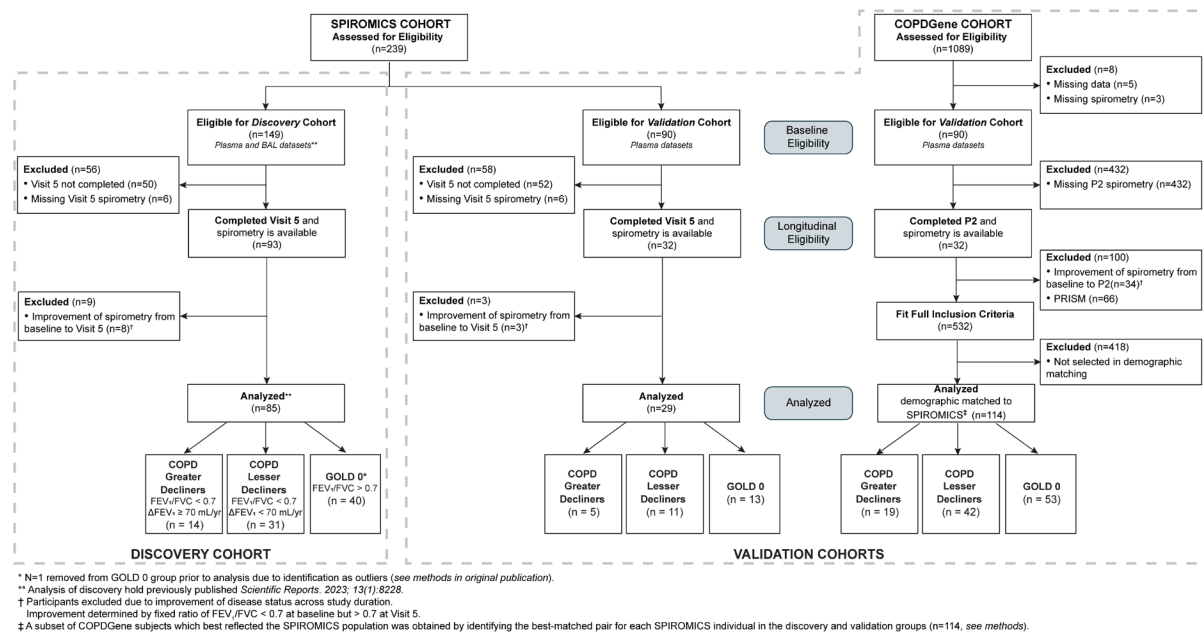 SPIROMICS COHORT
Assessed for Eligibility
(n=239)
COPDGene COHORT
Assessed for Eligibility
(n=1089)
Excluded (n=8)
• Missing data (n=5)
• Missing spirometry (n=3)
Eligible for Discovery Cohort
(n=149)
Plasma and BAL datasets**
Eligible for Validation Cohort
(n=90)
Plasma datasets
Baseline
Eligibility
Eligible for Validation Cohort
(n=90)
Plasma datasets
Excluded (n=56)
• Visit 5 not completed (n=50)
• Missing Visit 5 spirometry (n=6)
Excluded (n=58)
• Visit 5 not completed (n=52)
• Missing Visit 5 spirometry (n=6)
Excluded (n=432)
• Missing P2 spirometry (n=432)
Completed Visit 5 and
spirometry is available
(n=93)
Completed Visit 5 and
spirometry is available
(n=32)
Longitudinal
Eligibility
Completed P2 and
spirometry is available
(n=32)
Excluded (n=100)
• Improvement of spirometry from
baseline to P2(n=34)†
• PRISM (n=66)
Excluded (n=9)
• Improvement of spirometry from
baseline to Visit 5 (n=8)†
Excluded (n=3)
• Improvement of spirometry from
baseline to Visit 5 (n=3)†
Fit Full Inclusion Criteria
(n=532)
Excluded (n=418)
• Not selected in demographic
matching
Analyzed**
(n=85)
Analyzed
(n=29)
Analyzed
Analyzed
demographic matched to
SPIROMICS‡ (n=114)
COPD
Greater
Decliners
FEV₁/FVC < 0.7
ΔFEV₁ ≥ 70 mL/yr
(n = 14)
COPD
Lesser
Decliners
FEV₁/FVC < 0.7
ΔFEV₁ < 70 mL/yr
(n = 31)
GOLD 0*
FEV₁/FVC > 0.7
(n = 40)
COPD
Greater
Decliners
(n = 5)
COPD
Lesser
Decliners
(n = 11)
GOLD 0
(n = 13)
COPD
Greater
Decliners
(n = 19)
COPD
Lesser
Decliners
(n = 42)
GOLD 0
(n = 53)
DISCOVERY COHORT
VALIDATION COHORTS
* N=1 removed from GOLD 0 group prior to analysis due to identification as outliers (see methods in original publication).
** Analysis of discovery hold previously published Scientific Reports. 2023; 13(1):8228.
† Participants excluded due to improvement of disease status across study duration.
Improvement determined by fixed ratio of FEV₁/FVC < 0.7 at baseline but > 0.7 at Visit 5.
‡ A subset of COPDGene subjects which best reflected the SPIROMICS population was obtained by identifying the best-matched pair for each SPIROMICS individual in the discovery and validation groups (n=114, see methods).